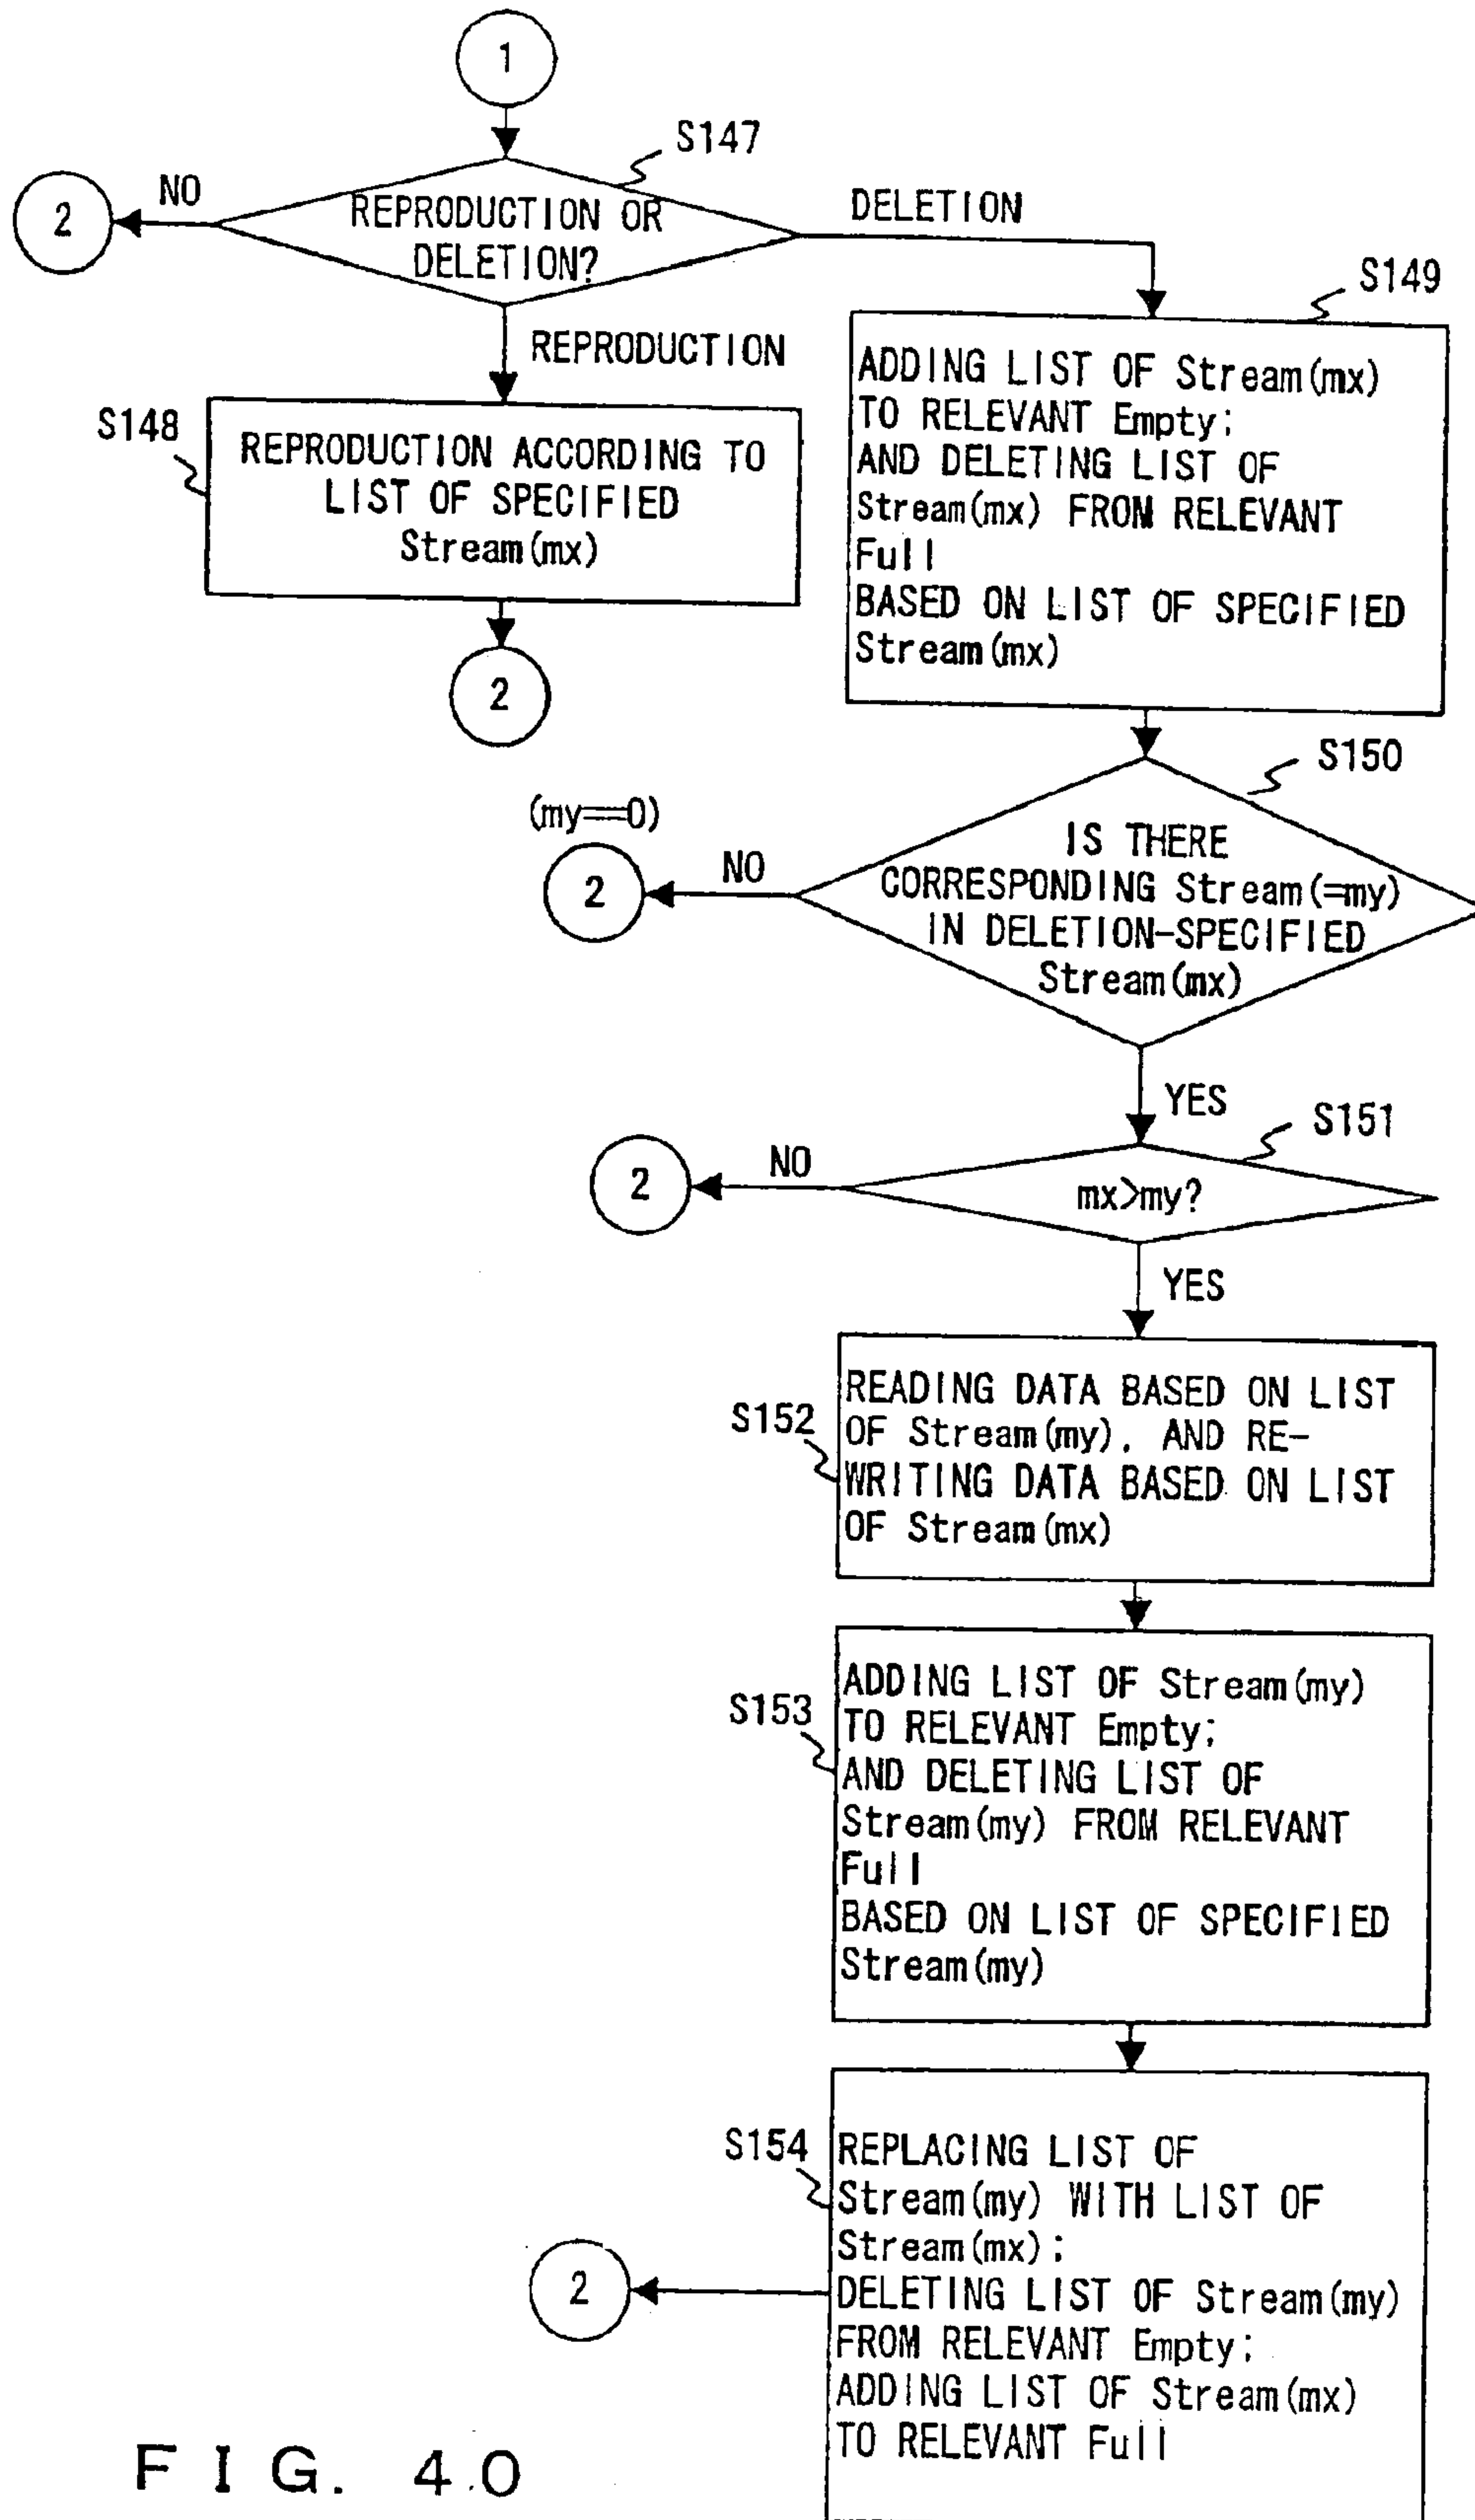 1
S147
NO
2
REPRODUCTION OR
DELETION?
DELETION
REPRODUCTION
S148
REPRODUCTION ACCORDING TO
LIST OF SPECIFIED
Stream(mx)
2
S149
ADDING LIST OF Stream(mx)
TO RELEVANT Empty;
AND DELETING LIST OF
Stream(mx) FROM RELEVANT
Full
BASED ON LIST OF SPECIFIED
Stream(mx)
S150
(my==0)
2
NO
IS THERE
CORRESPONDING Stream(=my)
IN DELETION-SPECIFIED
Stream(mx)
YES
S151
2
NO
mx>my?
YES
S152
READING DATA BASED ON LIST
OF Stream(my), AND RE-
WRITING DATA BASED ON LIST
OF Stream(mx)
S153
ADDING LIST OF Stream(my)
TO RELEVANT Empty;
AND DELETING LIST OF
Stream(my) FROM RELEVANT
Full
BASED ON LIST OF SPECIFIED
Stream(my)
S154
REPLACING LIST OF
Stream(my) WITH LIST OF
Stream(mx);
DELETING LIST OF Stream(my)
FROM RELEVANT Empty;
ADDING LIST OF Stream(mx)
TO RELEVANT Full
2
FIG. 40